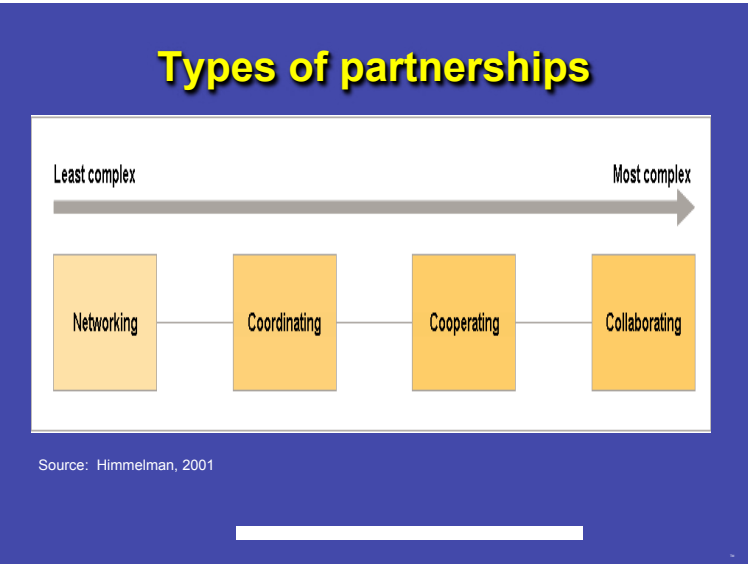 Types of partnerships
Least complex
Most complex
Networking
Coordinating
Cooperating
Collaborating
Source: Himmelman, 2001